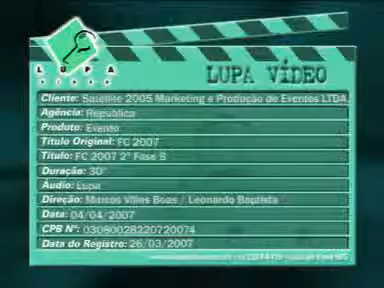 LUPA
LUPA VÍDEO
Cliente: Satellite 2005 Marketing e Produção de Eventos LTDA
Agência: República
Produto: Evento
Título Original: FC 2007
Título: FC 2007 2ª Fase B
Duração: 30"
Áudio: Lupa
Direção: Marcos Villas Boas / Leonardo Baptista
Data: 04/04/2007
CPB Nº: 03080028220720074
Data do Registro: 26/03/2007